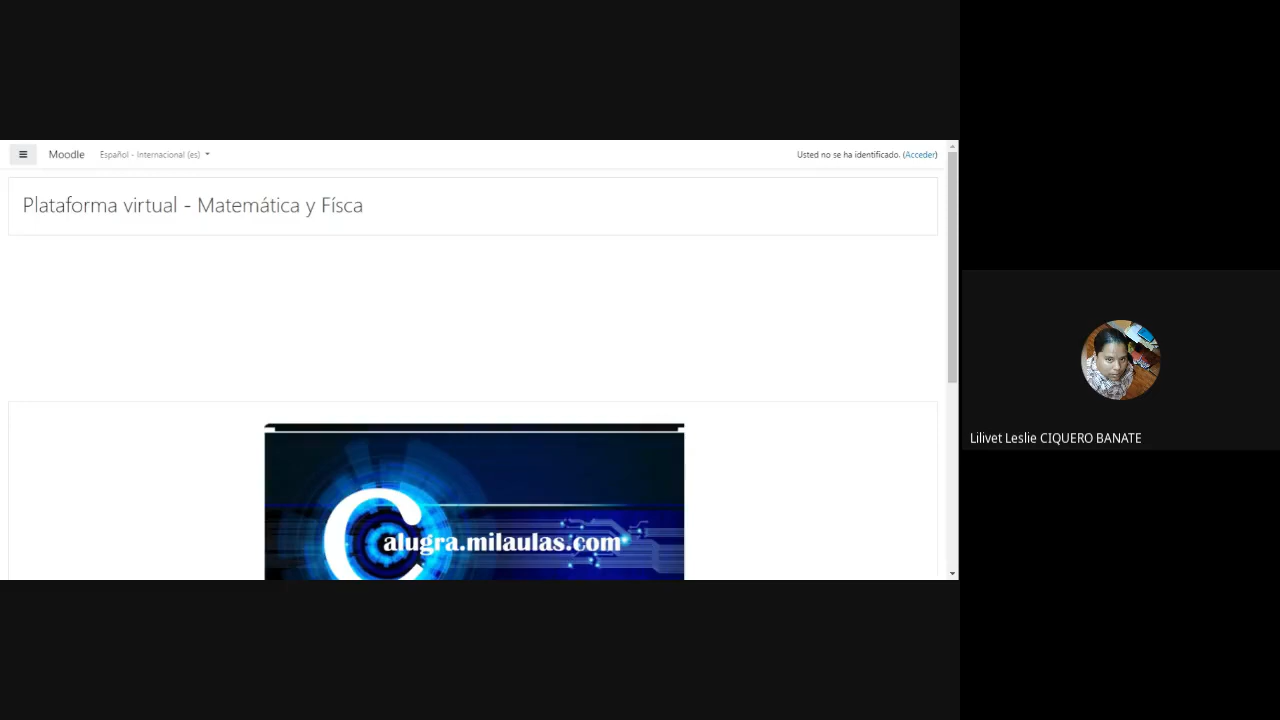 Moodle Español - Internacional (es)
Usted no se ha identificado. (Acceder)
Plataforma virtual - Matemática y Físca
Calugra.milaulas.com
Lilivet Leslie CIQUERO BANATE